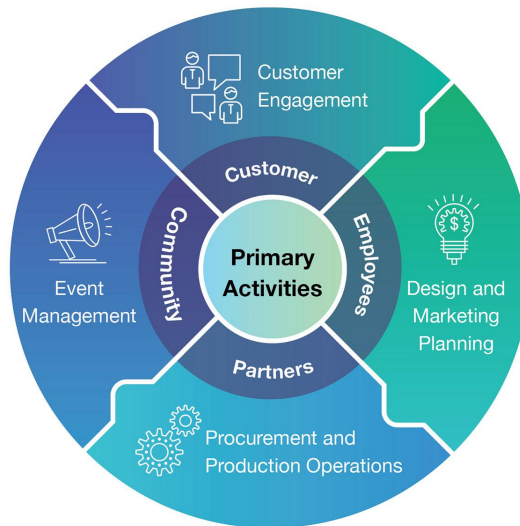 Customer
Engagement
Customer
Community
Employees
Primary
Activities
$
Event
Management
Design and
Marketing
Planning
Partners
Procurement and
Production Operations